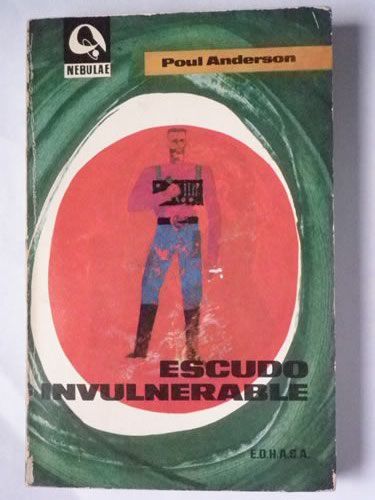 NEBULAE
Poul Anderson
ESCUDO
INVULNERABLE
E.D.H.A.S.A.